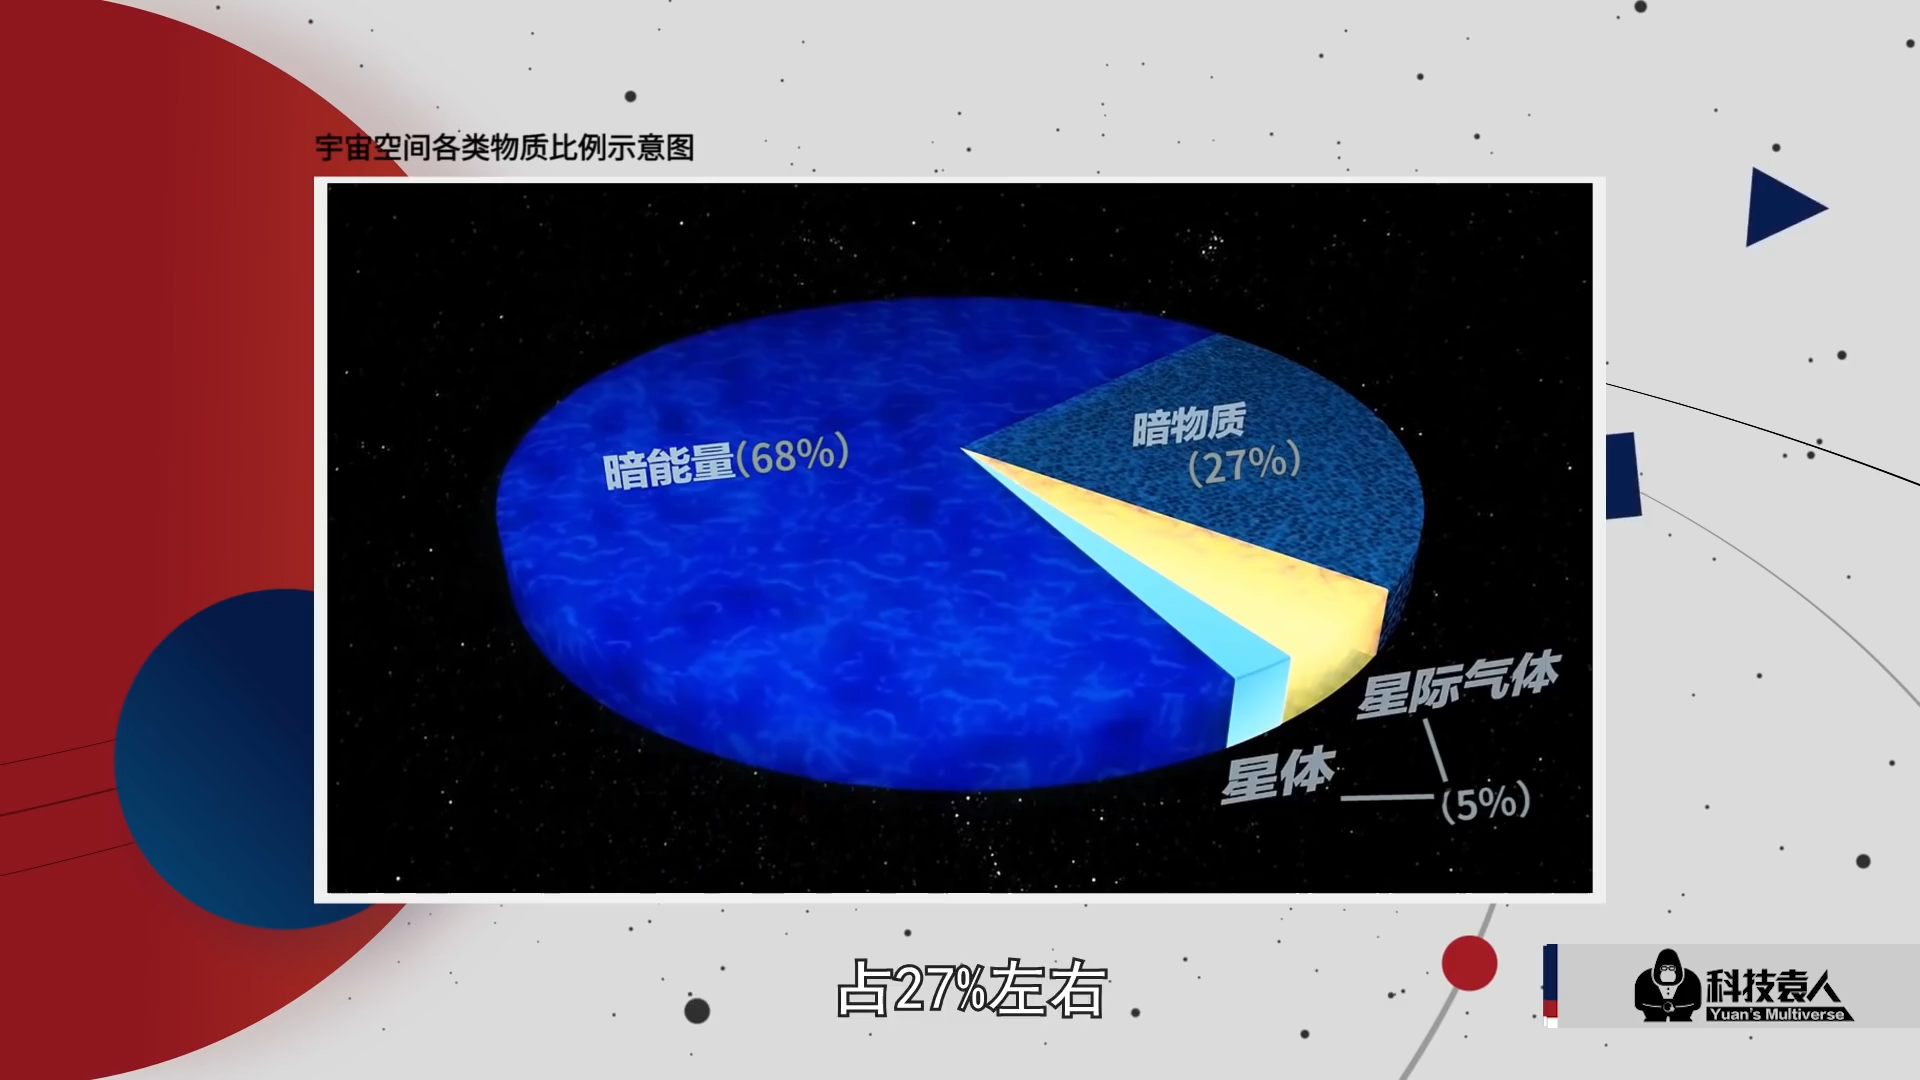 宇宙空间各类物质比例示意图
暗能量(68%)
暗物质
(27%)
星际气体
星体
(5%)
占27%左右
科技袁人
Yuan's Multiverse